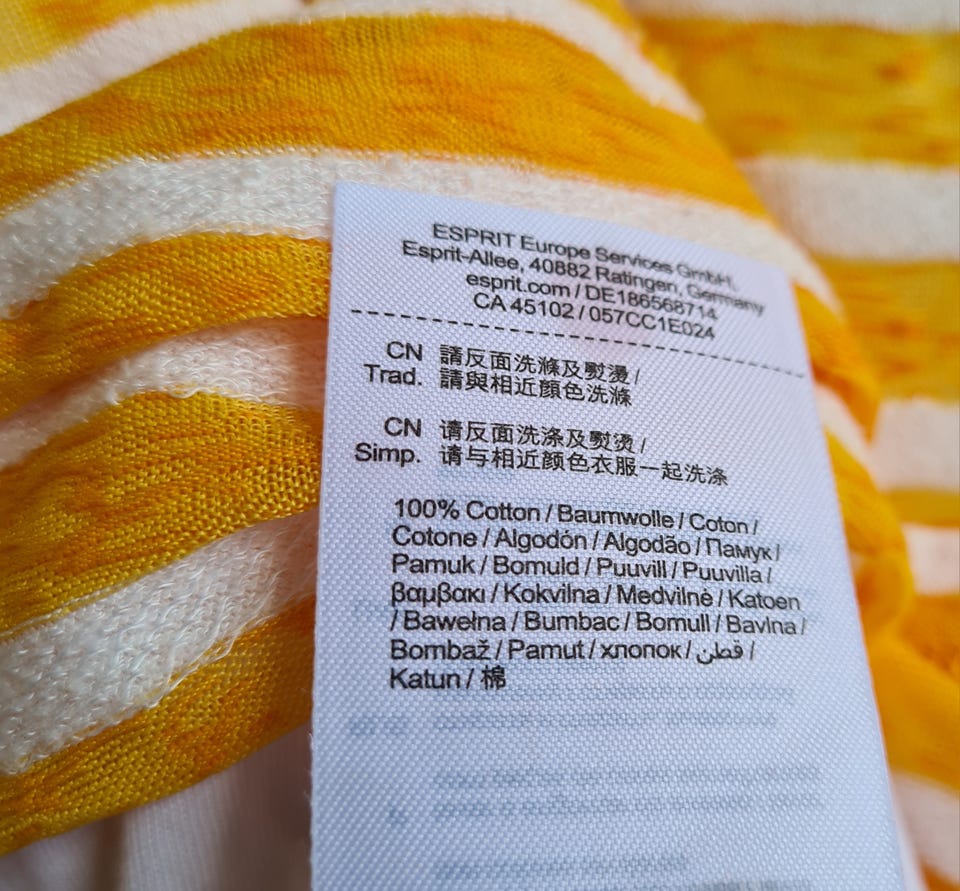 ESPRIT Europe Services GmbH,
Esprit-Allee, 40882 Ratingen, Germany
esprit.com / DE186568714
CA 45102 / 057CC1E024
CN 請反面洗滌及熨燙 /
Trad. 請與相近顏色洗滌
CN 请反面洗涤及熨烫 /
Simp. 请与相近颜色衣服一起洗涤
100% Cotton / Baumwolle / Coton /
Cotone / Algodón / Algodão / Памук /
Pamuk / Bomuld / Puuvill / Puuvilla /
βαμβακι / Kokvilna / Medvilnė / Katoen
/ Bawełna / Bumbac / Bomull / Bavlna /
Bombaž / Pamut / хлопок / قطن /
Katun / 棉